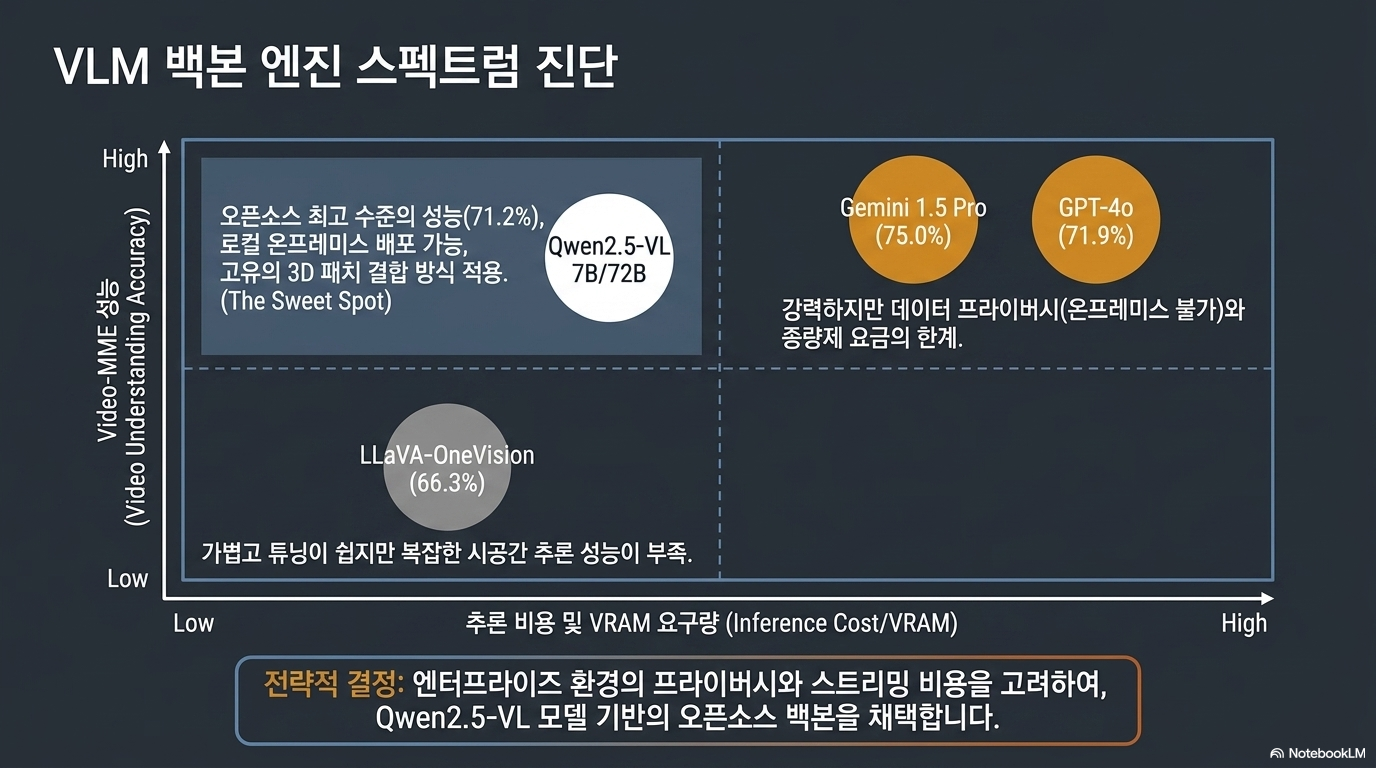 VLM 백본 엔진 스펙트럼 진단
High
Video-MME 성능
(Video Understanding Accuracy)
Low
오픈소스 최고 수준의 성능(71.2%),
로컬 온프레미스 배포 가능,
고유의 3D 패치 결합 방식 적용.
(The Sweet Spot)
Qwen2.5-VL
7B/72B
Gemini 1.5 Pro
(75.0%)
GPT-4o
(71.9%)
강력하지만 데이터 프라이버시(온프레미스 불가)와
종량제 요금의 한계.
LLaVA-OneVision
(66.3%)
가볍고 튜닝이 쉽지만 복잡한 시공간 추론 성능이 부족.
Low
추론 비용 및 VRAM 요구량 (Inference Cost/VRAM)
High
전략적 결정: 엔터프라이즈 환경의 프라이버시와 스트리밍 비용을 고려하여,
Qwen2.5-VL 모델 기반의 오픈소스 백본을 채택합니다.
NotebookLM